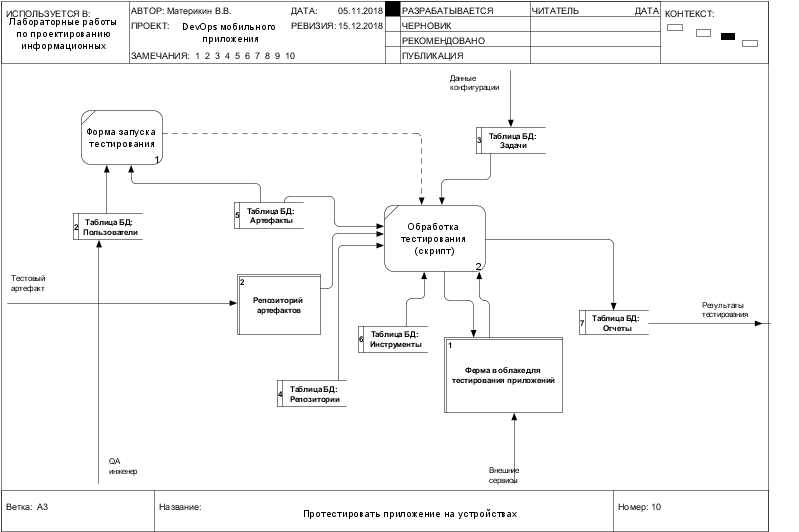 ИСПОЛЬЗУЕТСЯ В:
Лабораторные работы
по проектированию
информационных
АВТОР: Материкин В.В.
ДАТА: 05.11.2018
ПРОЕКТ: DevOps мобильного
приложения
РЕВИЗИЯ: 15.12.2018
ЗАМЕЧАНИЯ: 1 2 3 4 5 6 7 8 9 10
РАЗРАБАТЫВАЕТСЯ
ЧЕРНОВИК
РЕКОМЕНДОВАНО
ПУБЛИКАЦИЯ
ЧИТАТЕЛЬ
ДАТА
КОНТЕКСТ:
Данные
конфигурации
Форма запуска
тестирования
1
3
Таблица БД:
Задачи
2
Таблица БД:
Пользователи
5
Таблица БД:
Артефакты
Обработка
тестирования
(скрипт)
2
Тестовый
артефакт
2
Репозиторий
артефактов
6
Таблица БД:
Инструменты
7
Таблица БД:
Отчеты
Результаты
тестирования
1
Ферма в облаке для
тестирования приложений
4
Таблица БД:
Репозитории
QA
инженер
Внешние
сервисы
Ветка: A3
Название:
Протестировать приложение на устройствах
Номер: 10